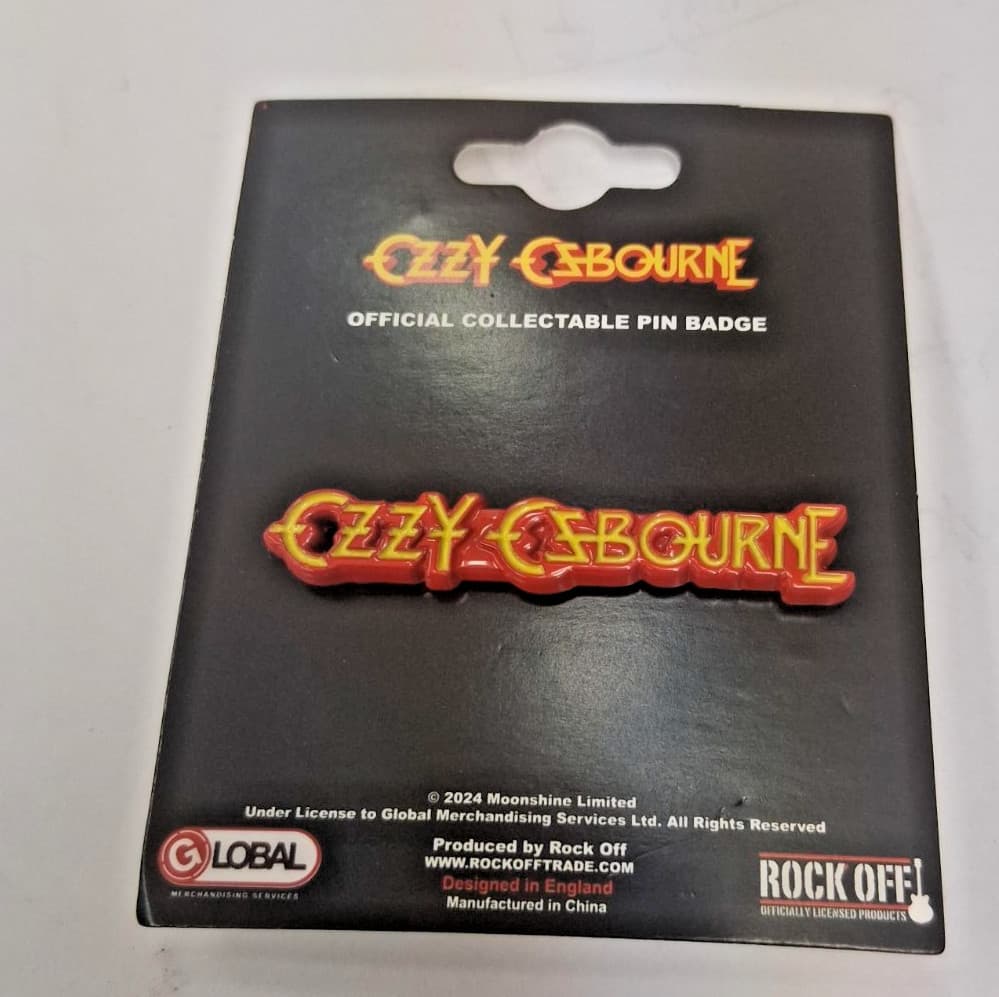 OZZY OSBOURNE
OFFICIAL COLLECTABLE PIN BADGE
OZZY OSBOURNE
© 2024 Moonshine Limited
Under License to Global Merchandising Services Ltd. All Rights Reserved
Produced by Rock Off
WWW.ROCKOFFTRADE.COM
Designed in England
Manufactured in China
GLOBAL
MERCHANDISING SERVICES
ROCK OFF
OFFICIALLY LICENSED PRODUCTS